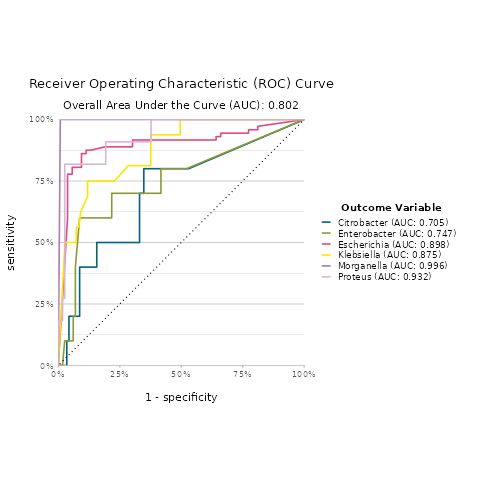 Receiver Operating Characteristic (ROC) Curve
Overall Area Under the Curve (AUC): 0.802
100%
75%
50%
25%
0%
sensitivity
0%
25%
50%
75%
100%
1 - specificity
Outcome Variable
Citrobacter (AUC: 0.705)
Enterobacter (AUC: 0.747)
Escherichia (AUC: 0.898)
Klebsiella (AUC: 0.875)
Morganella (AUC: 0.996)
Proteus (AUC: 0.932)